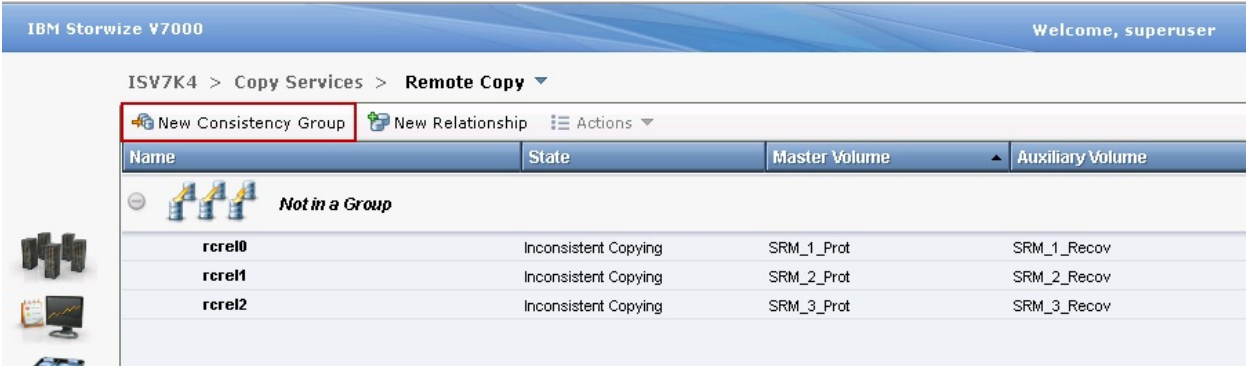 IBM Storwize V7000 Welcome, superuser
ISV7K4 > Copy Services > Remote Copy
New Consistency Group New Relationship Actions
Name State Master Volume Auxiliary Volume
Not in a Group
rcrel0 Inconsistent Copying SRM_1_Prot SRM_1_Recov
rcrel1 Inconsistent Copying SRM_2_Prot SRM_2_Recov
rcrel2 Inconsistent Copying SRM_3_Prot SRM_3_Recov